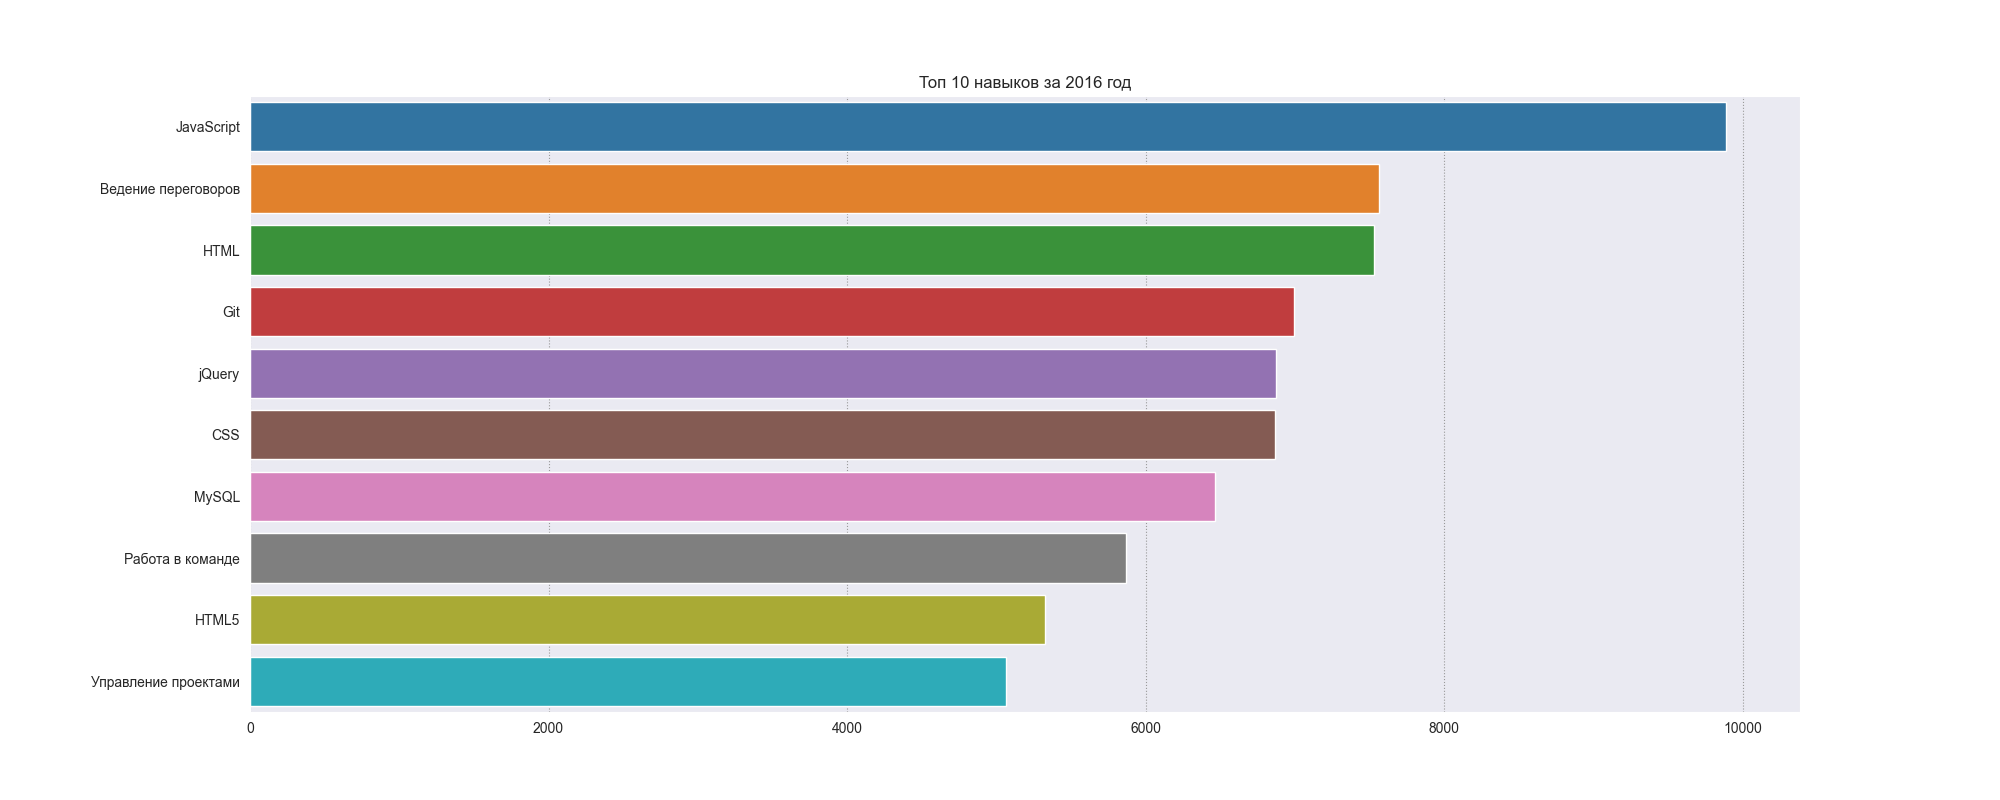 Топ 10 навыков за 2016 год
JavaScript
Ведение переговоров
HTML
Git
jQuery
CSS
MySQL
Работа в команде
HTML5
Управление проектами
0 2000 4000 6000 8000 10000